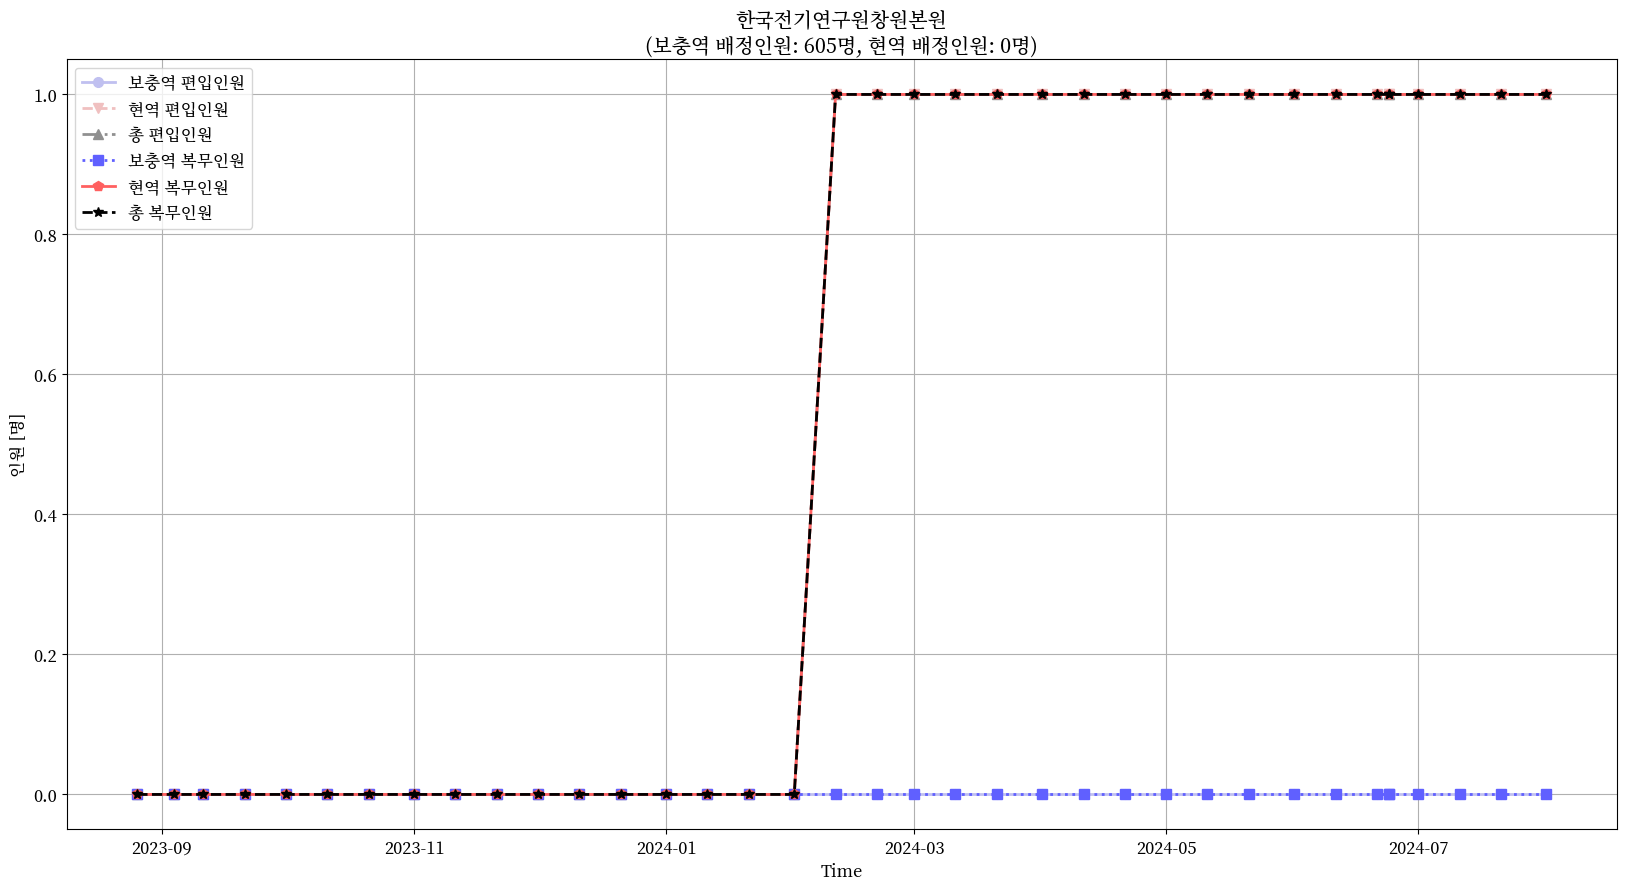 한국전기연구원창원본원
(보충역 배정인원: 605명, 현역 배정인원: 0명)
보충역 편입인원
현역 편입인원
총 편입인원
보충역 복무인원
현역 복무인원
총 복무인원
1.0
0.8
0.6
0.4
0.2
0.0
인원 [명]
2023-09
2023-11
2024-01
2024-03
2024-05
2024-07
Time